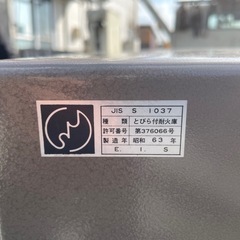 JIS S 1037
種類 とびら付耐火庫
許可番号 第376066号
製造年 昭和 63 年
E. I. S